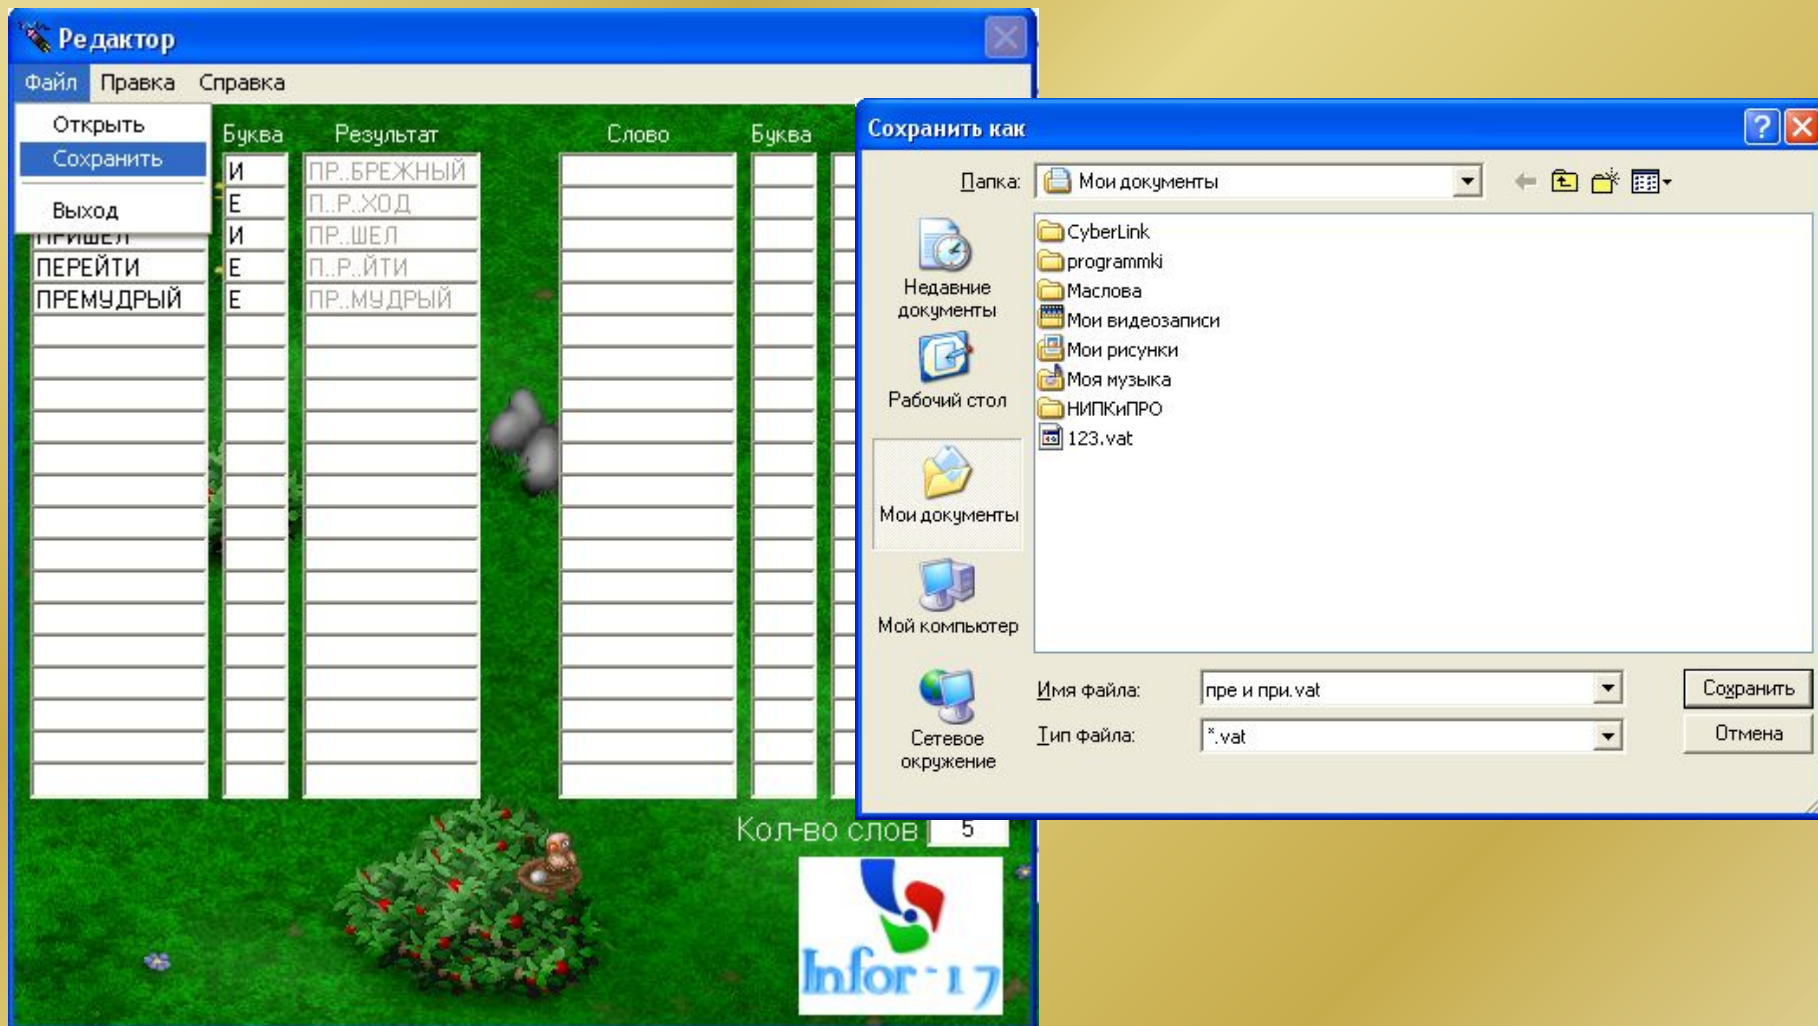 Редактор
Файл Правка Справка
Открыть
Сохранить
Выход
Буква Результат Слово Буква
И ПР..БРЕЖНЫЙ
Е П..Р..ХОД
ПРИШЕЛ И ПР..ШЕЛ
ПЕРЕЙТИ Е П..Р..ЙТИ
ПРЕМУДРЫЙ Е ПР..МУДРЫЙ
Кол-во слов 5
Infor-17
Сохранить как
Папка: Мои документы
Недавние
документы
Рабочий стол
Мои документы
Мой компьютер
Сетевое
окружение
CyberLink
programmki
Маслова
Мои видеозаписи
Мои рисунки
Моя музыка
НИПКиПРО
123.vat
Имя файла: пре и при.vat Сохранить
Тип файла: *.vat Отмена